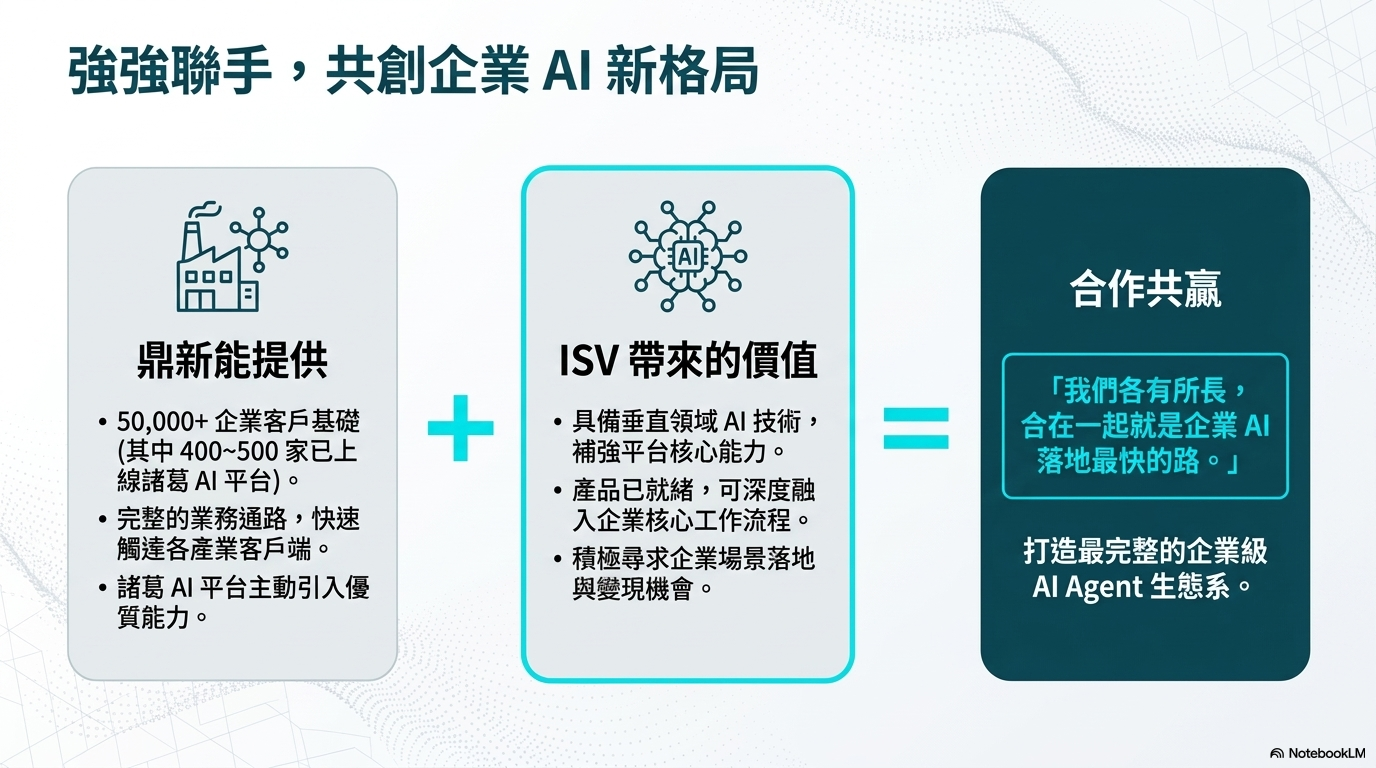 強強聯手，共創企業 AI 新格局
AI
鼎新能提供
• 50,000+ 企業客戶基礎
(其中 400~500 家已上
線諸葛 AI 平台)。
• 完整的業務通路，快速
觸達各產業客戶端。
• 諸葛 AI 平台主動引入優
質能力。
+
ISV 帶來的價值
• 具備垂直領域 AI 技術，
補強平台核心能力。
• 產品已就緒，可深度融
入企業核心工作流程。
• 積極尋求企業場景落地
與變現機會。
=
合作共贏
「我們各有所長，
合在一起就是企業 AI
落地最快的路。」
打造最完整的企業級
AI Agent 生態系。
NotebookLM